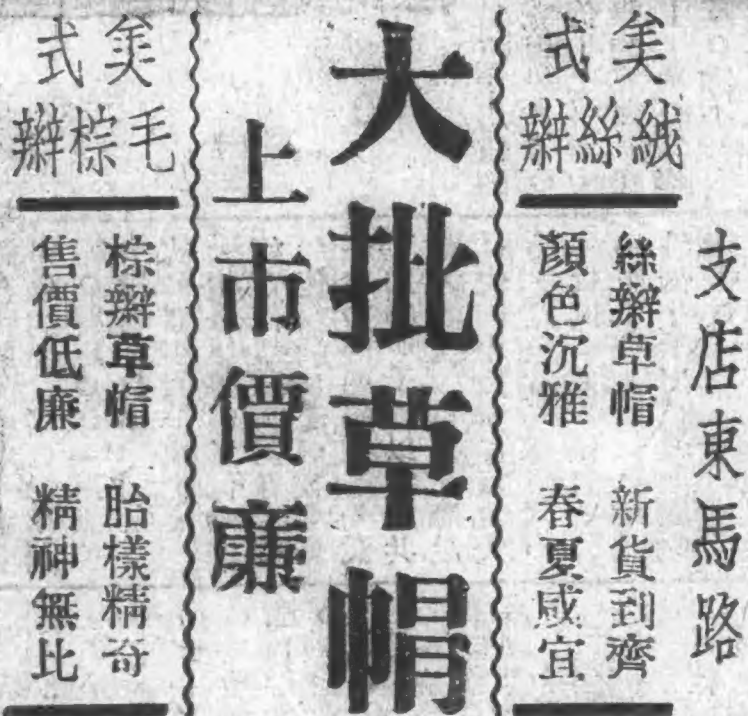 支店東馬路
美式
絨絲辮
絲辮草帽 新貨到齊
顏色沉雅 春夏咸宜
大批草帽
上市價廉
美式
毛棕辮
棕辮草帽 胎樣精奇
售價低廉 精神無比